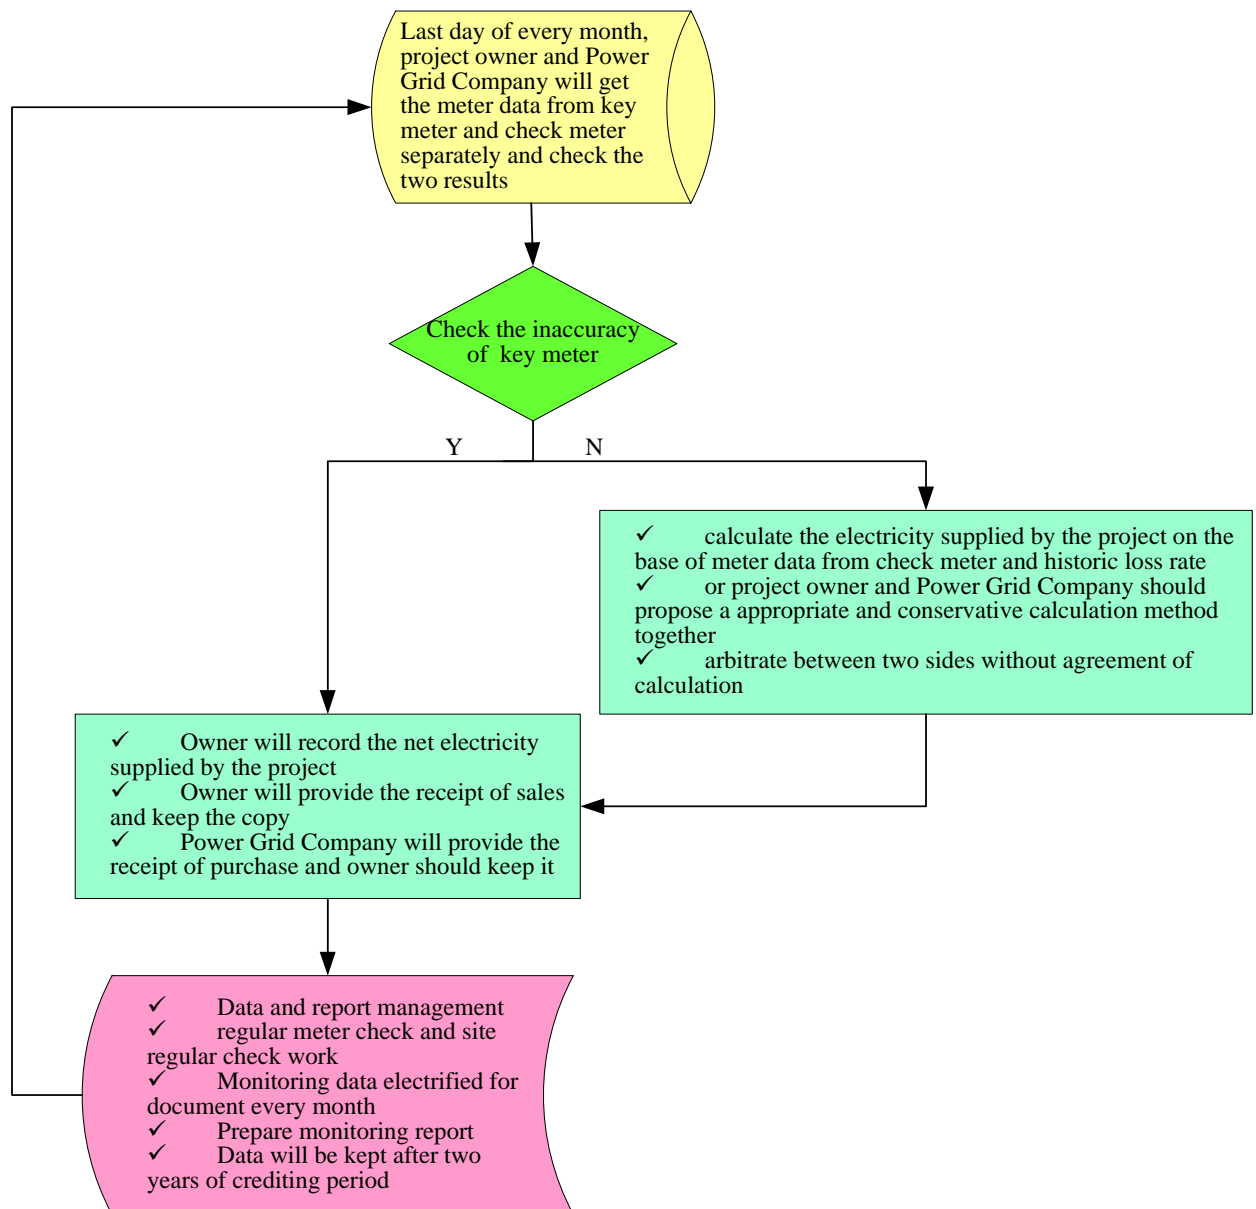 Last day of every month,
project owner and Power
Grid Company will get
the meter data from key
meter and check meter
separately and check the
two results
Check the inaccuracy
of key meter
Y
N
✓ calculate the electricity supplied by the project on the
base of meter data from check meter and historic loss rate
✓ or project owner and Power Grid Company should
propose a appropriate and conservative calculation method
together
✓ arbitrate between two sides without agreement of
calculation
✓ Owner will record the net electricity
supplied by the project
✓ Owner will provide the receipt of sales
and keep the copy
✓ Power Grid Company will provide the
receipt of purchase and owner should keep it
✓ Data and report management
✓ regular meter check and site
regular check work
✓ Monitoring data electrified for
document every month
✓ Prepare monitoring report
✓ Data will be kept after two
years of crediting period